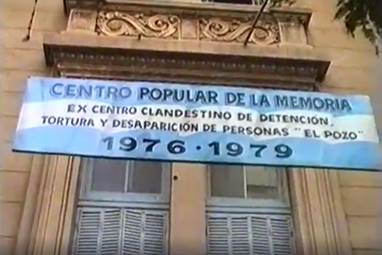 CENTRO POPULAR DE LA MEMORIA
EX CENTRO CLANDESTINO DE DETENCIÓN,
TORTURA Y DESAPARICIÓN DE PERSONAS "EL POZO"
1976 · 1979